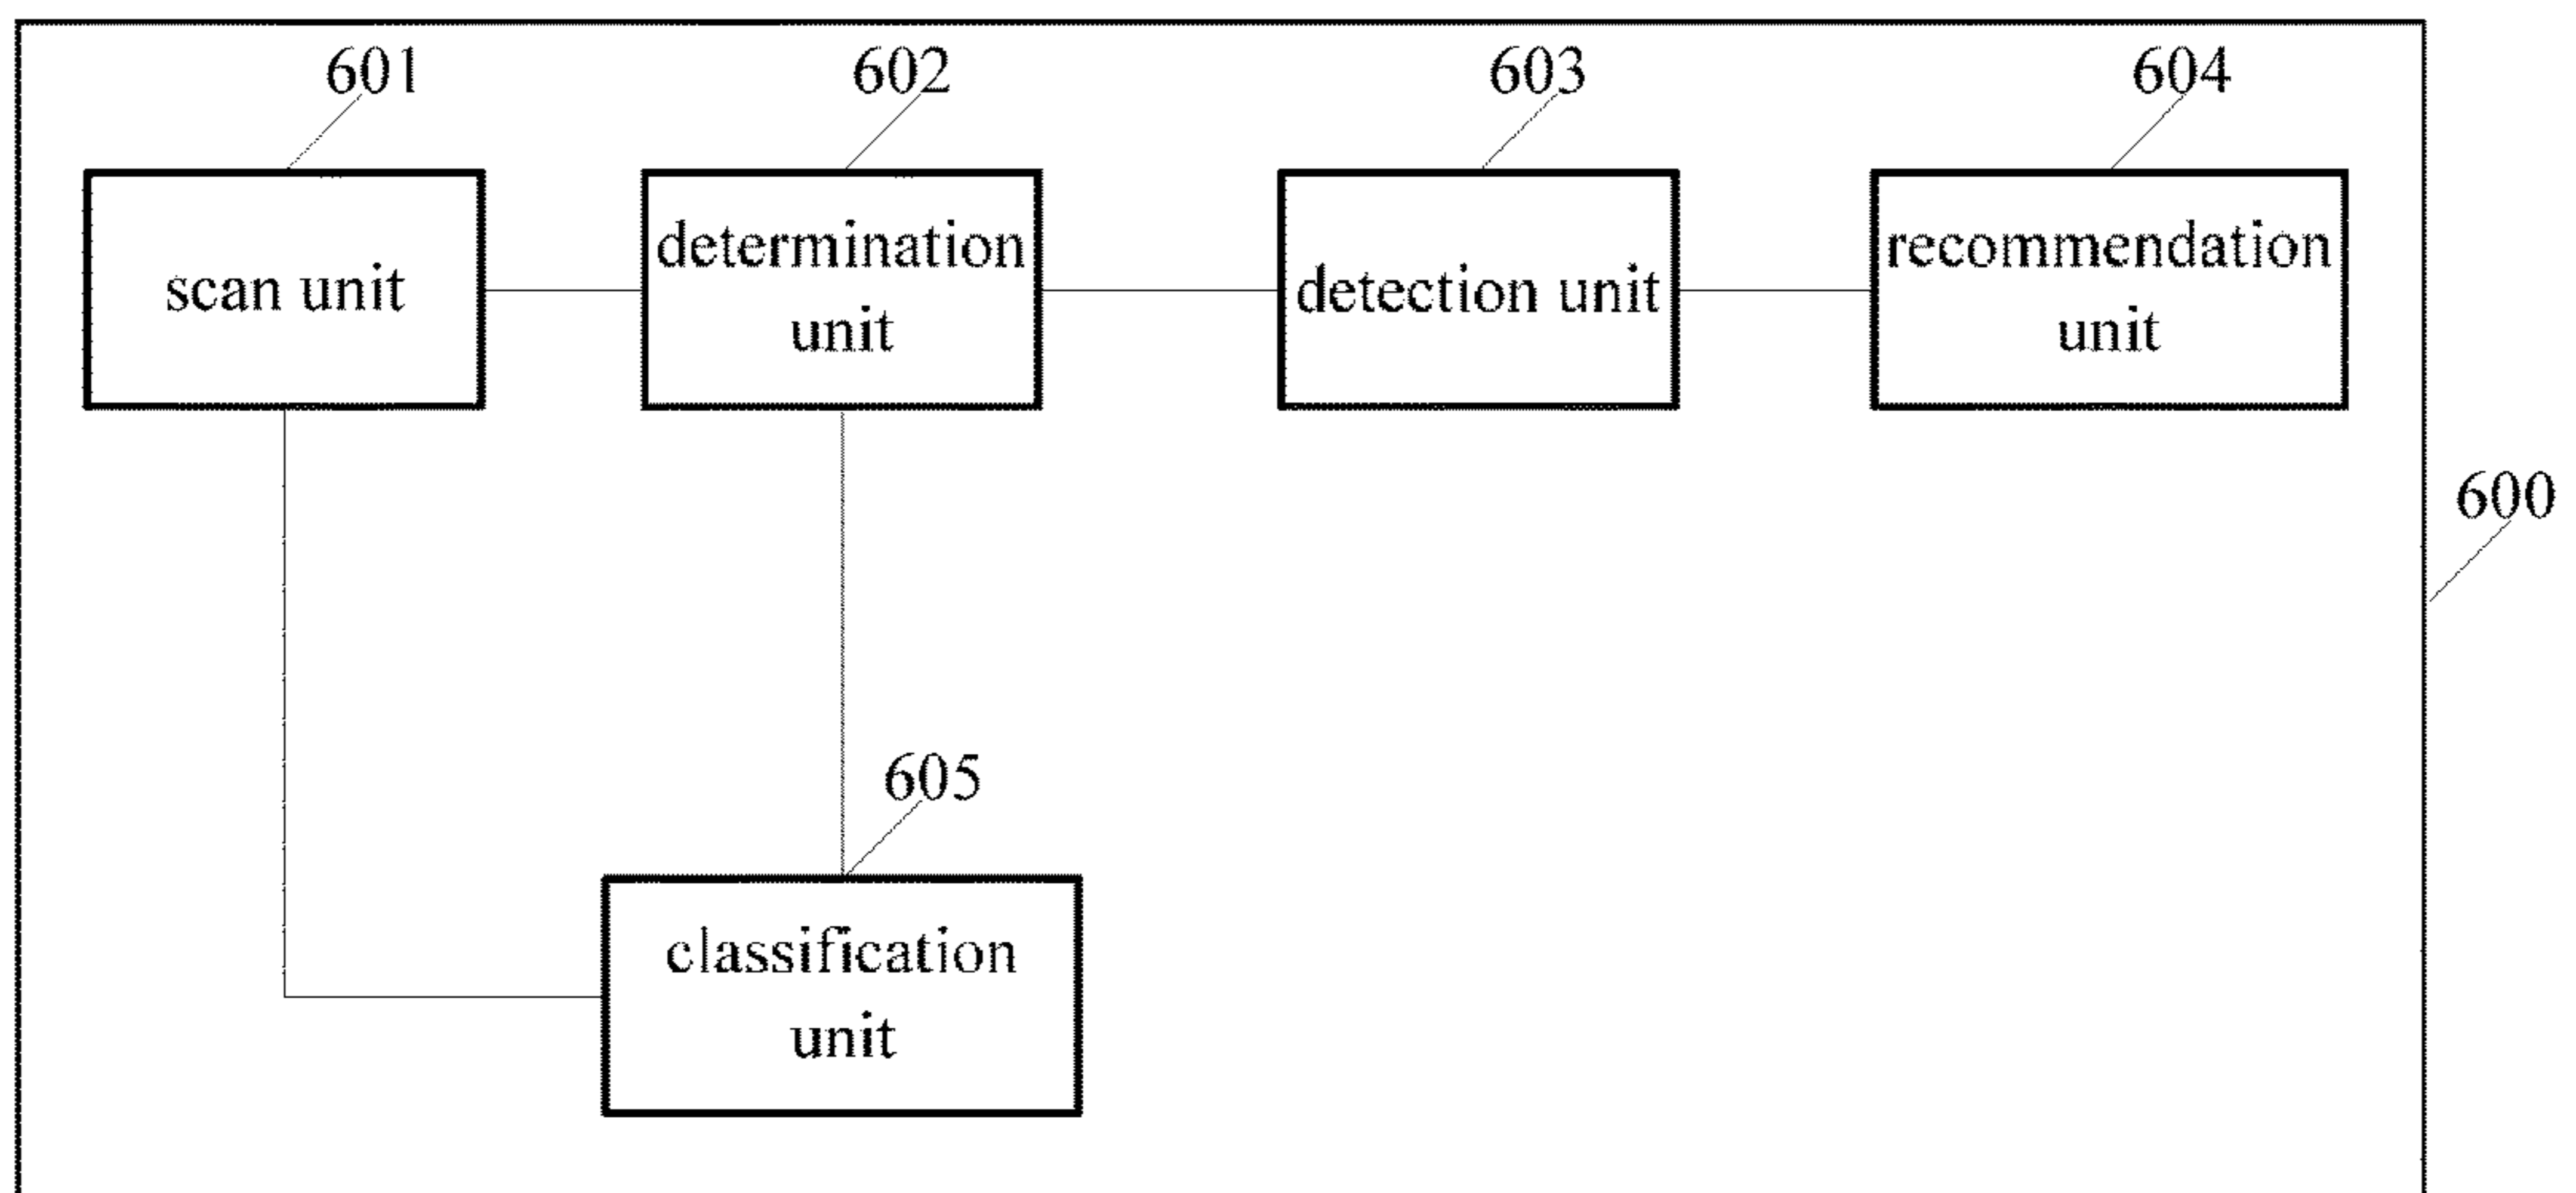 601
602
603
604
scan unit
determination
unit
detection unit
recommendation
unit
600
605
classification
unit